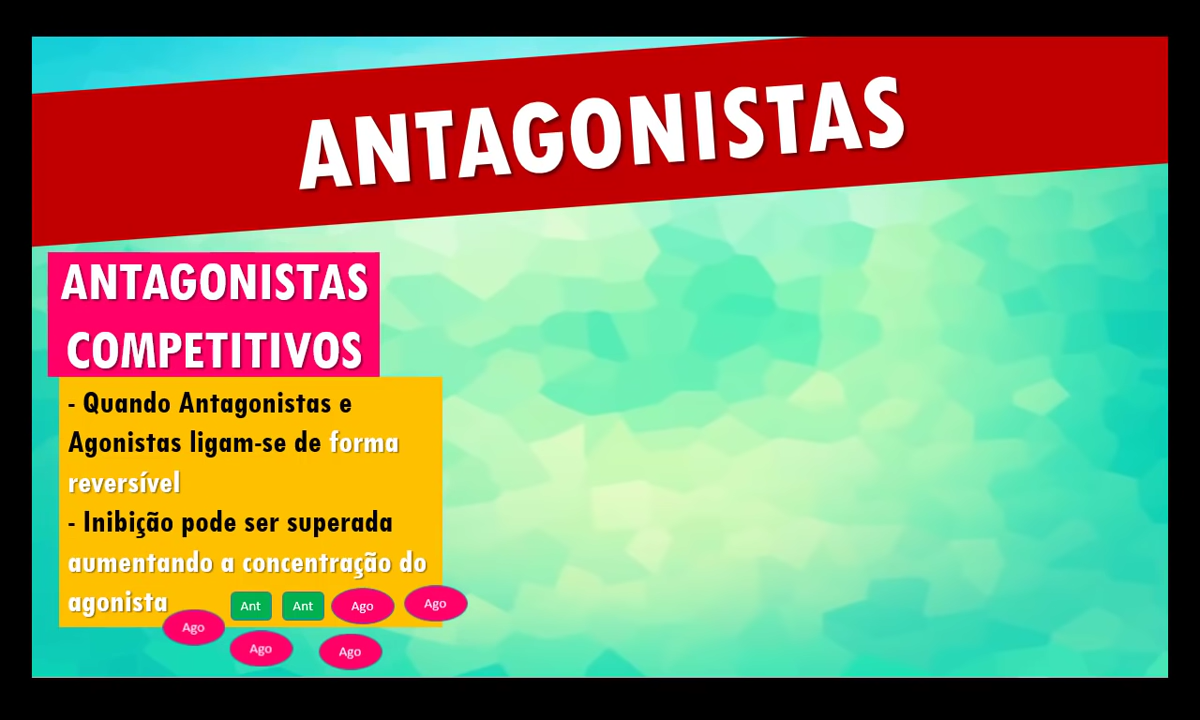 ANTAGONISTAS
ANTAGONISTAS
COMPETITIVOS
- Quando Antagonistas e
Agonistas ligam-se de forma
reversível
- Inibição pode ser superada
aumentando a concentração do
agonista
Ant Ant Ago Ago
Ago
Ago Ago